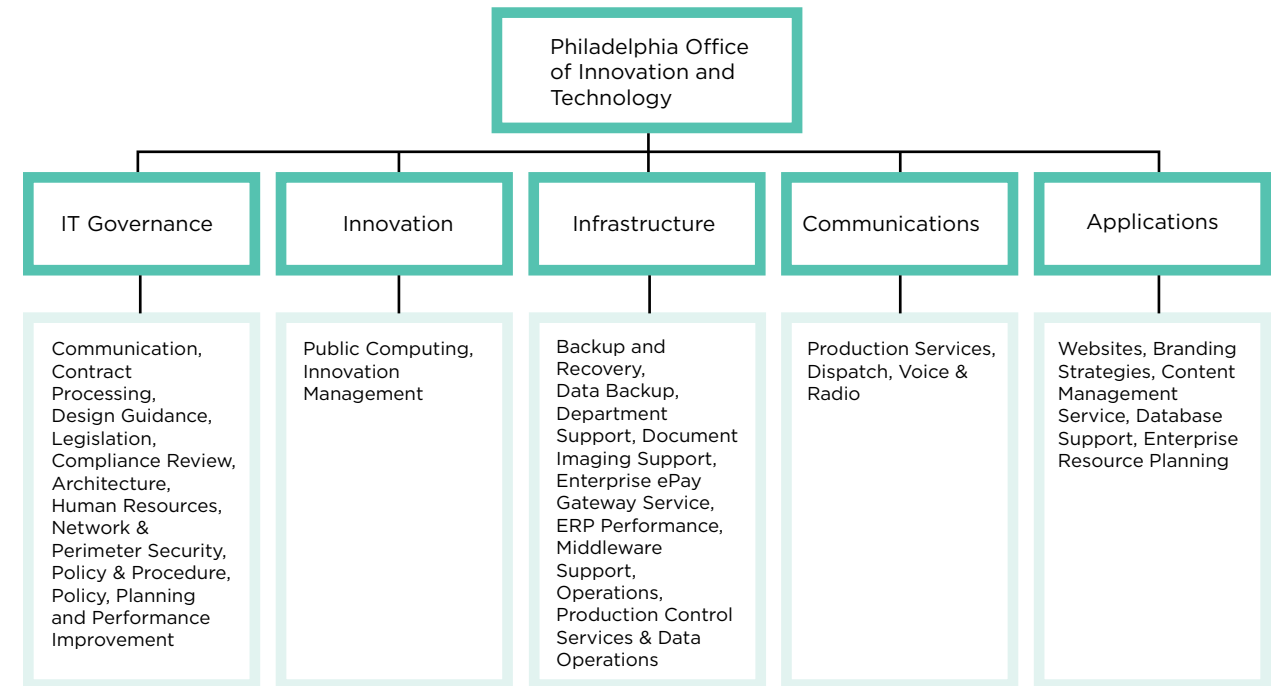 Philadelphia Office
of Innovation and
Technology
IT Governance
Innovation
Infrastructure
Communications
Applications
Communication,
Contract
Processing,
Design Guidance,
Legislation,
Compliance Review,
Architecture,
Human Resources,
Network &
Perimeter Security,
Policy & Procedure,
Policy, Planning
and Performance
Improvement
Public Computing,
Innovation
Management
Backup and
Recovery,
Data Backup,
Department
Support, Document
Imaging Support,
Enterprise ePay
Gateway Service,
ERP Performance,
Middleware
Support,
Operations,
Production Control
Services & Data
Operations
Production Services,
Dispatch, Voice &
Radio
Websites, Branding
Strategies, Content
Management
Service, Database
Support, Enterprise
Resource Planning